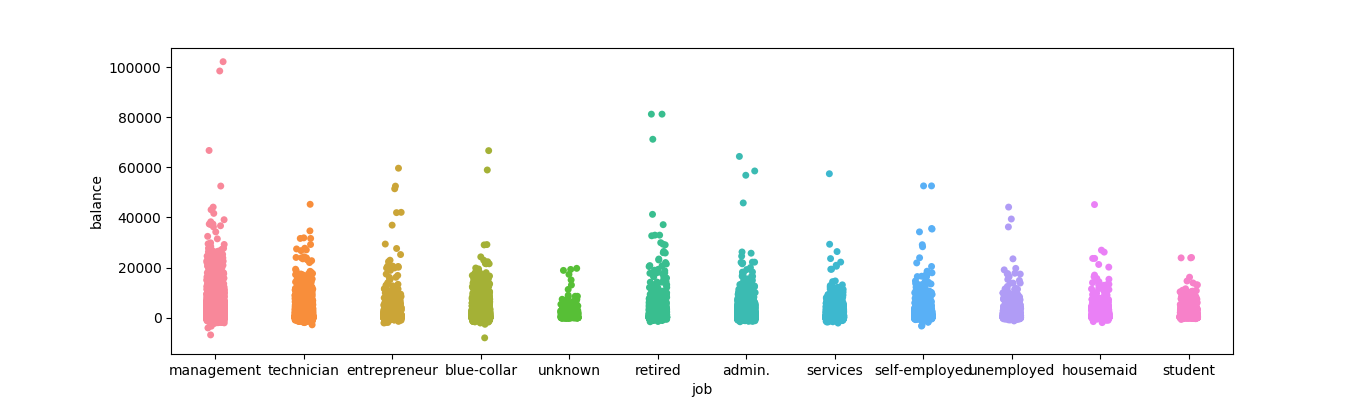 100000
80000
60000
40000
20000
0
balance
management technician entrepreneur blue-collar unknown retired admin. services self-employed unemployed housemaid student
job